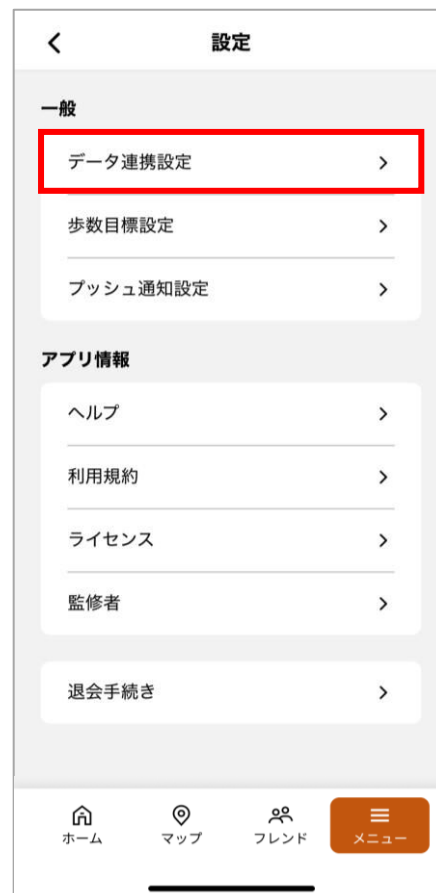 設定
一般
データ連携設定
歩数目標設定
プッシュ通知設定
アプリ情報
ヘルプ
利用規約
ライセンス
監修者
退会手続き
ホーム マップ フレンド メニュー